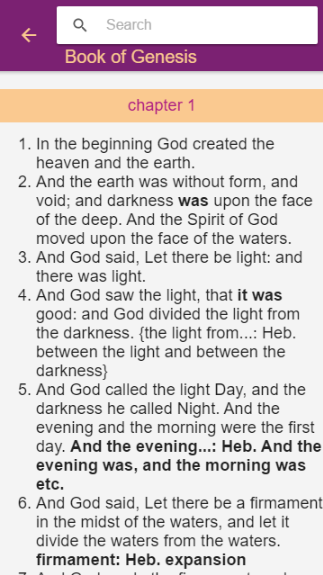 Search
Book of Genesis
chapter 1
1. In the beginning God created the
heaven and the earth.
2. And the earth was without form, and
void; and darkness was upon the face
of the deep. And the Spirit of God
moved upon the face of the waters.
3. And God said, Let there be light: and
there was light.
4. And God saw the light, that it was
good: and God divided the light from
the darkness. {the light from...: Heb.
between the light and between the
darkness}
5. And God called the light Day, and the
darkness he called Night. And the
evening and the morning were the first
day. And the evening...: Heb. And the
evening was, and the morning was
etc.
6. And God said, Let there be a firmament
in the midst of the waters, and let it
divide the waters from the waters.
firmament: Heb. expansion